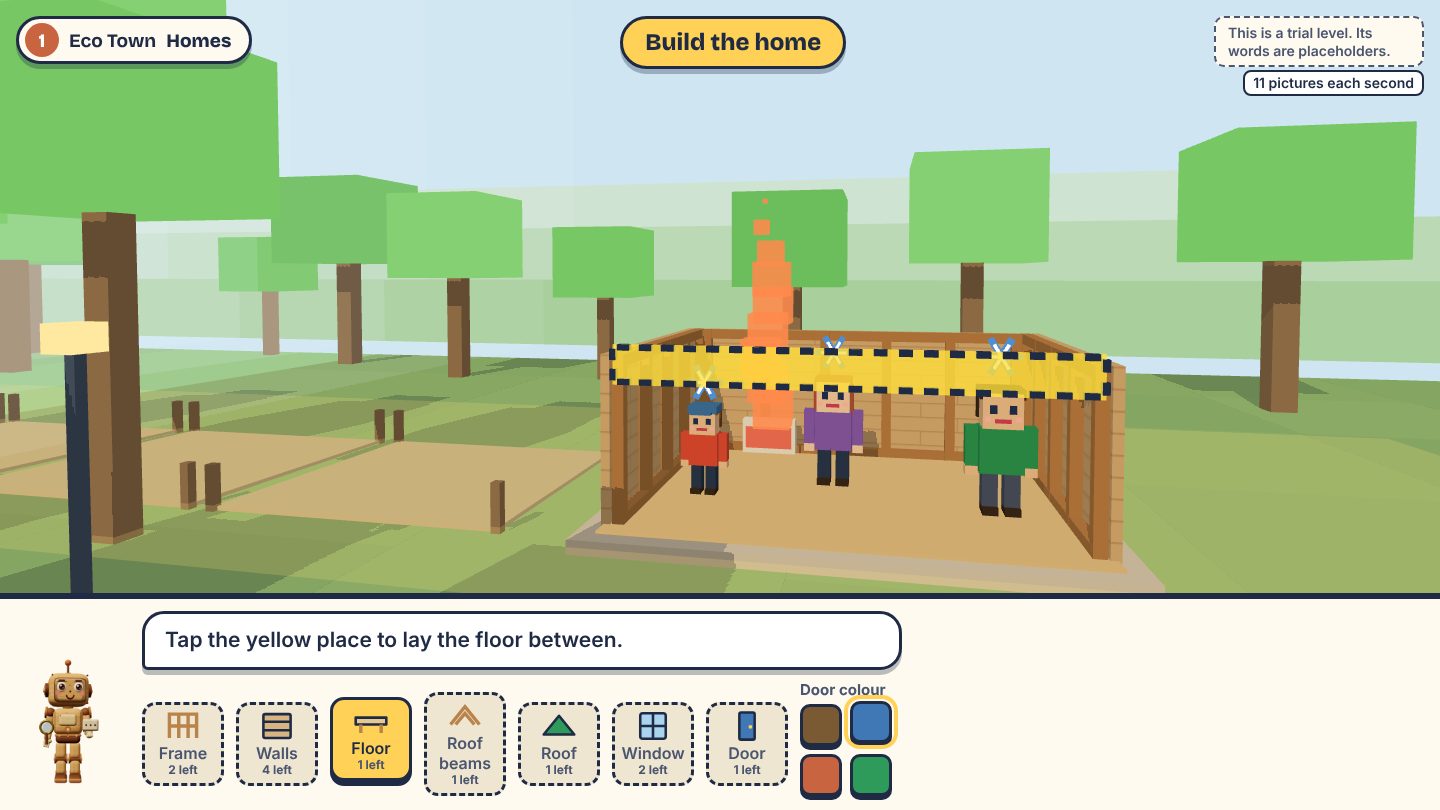 1 Eco Town Homes
Build the home
This is a trial level. Its
words are placeholders.
11 pictures each second
Tap the yellow place to lay the floor between.
Frame
2 left
Walls
4 left
Floor
1 left
Roof
beams
1 left
Roof
1 left
Window
2 left
Door
1 left
Door colour